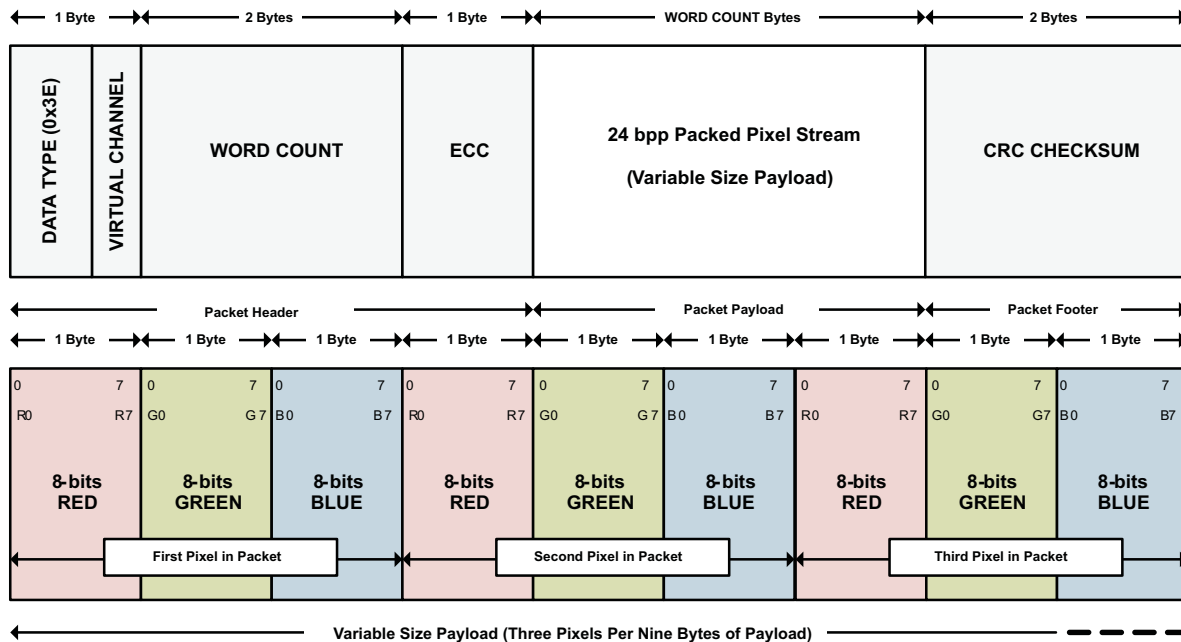 1 Byte 2 Bytes 1 Byte WORD COUNT Bytes 2 Bytes
DATA TYPE (0x3E)
VIRTUAL CHANNEL
WORD COUNT
ECC
24 bpp Packed Pixel Stream
(Variable Size Payload)
CRC CHECKSUM
Packet Header Packet Payload Packet Footer
1 Byte 1 Byte 1 Byte 1 Byte 1 Byte 1 Byte 1 Byte 1 Byte 1 Byte
0 7 0 7 0 7 0 7 0 7 0 7 0 7 0 7 0 7
R0 R7 G0 G7 B0 B7 R0 R7 G0 G7 B0 B7 R0 R7 G0 G7 B0 B7
8-bits 8-bits 8-bits 8-bits 8-bits 8-bits 8-bits 8-bits 8-bits
RED GREEN BLUE RED GREEN BLUE RED GREEN BLUE
First Pixel in Packet Second Pixel in Packet Third Pixel in Packet
Variable Size Payload (Three Pixels Per Nine Bytes of Payload)